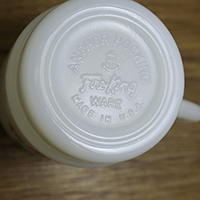 ANCHOR HOCKING
Fire-King
WARE
MADE IN U.S.A.